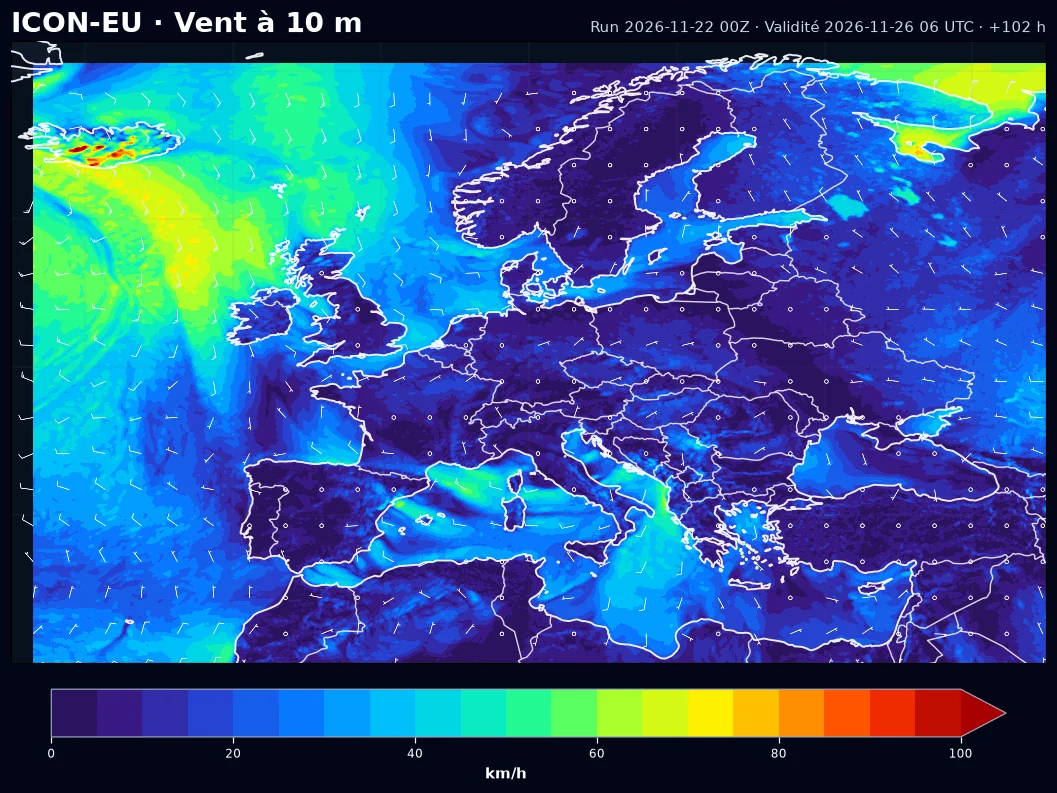 ICON-EU · Vent à 10 m
Run 2026-11-22 00Z · Validité 2026-11-26 06 UTC · +102 h
0 20 40 60 80 100
km/h